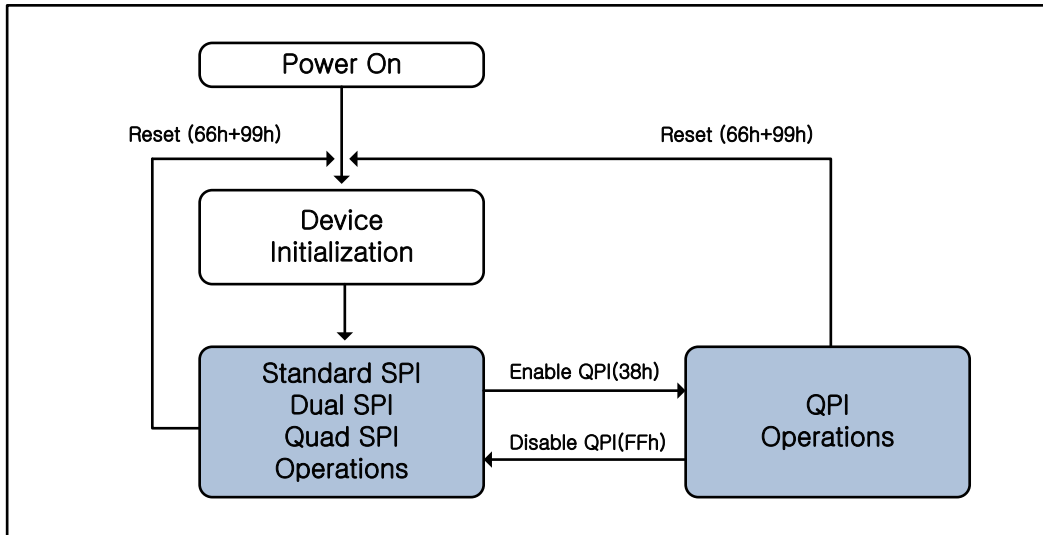 Power On
Reset (66h+99h)
Reset (66h+99h)
Device
Initialization
Standard SPI
Dual SPI
Quad SPI
Operations
Enable QPI(38h)
Disable QPI(FFh)
QPI
Operations